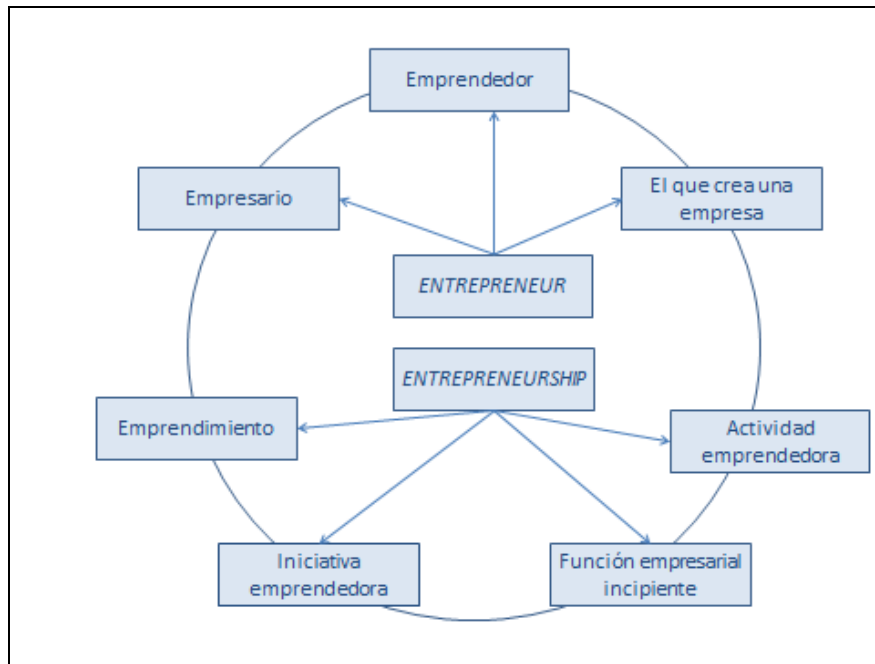 Emprendedor
Empresario
El que crea una
empresa
ENTREPRENEUR
ENTREPRENEURSHIP
Emprendimiento
Actividad
emprendedora
Iniciativa
emprendedora
Función empresarial
incipiente